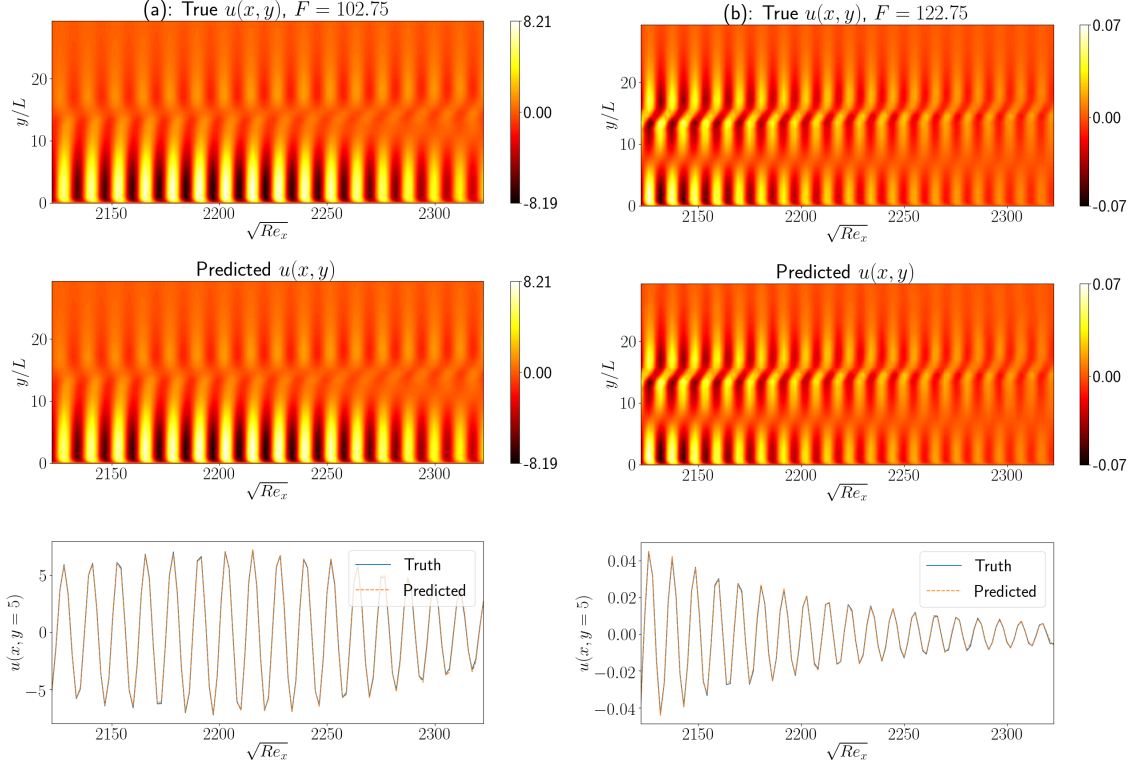 (a): True u(x, y), F = 102.75
8.21
0.00
-8.19
20
10
0
y/L
2150
2200
2250
2300
√Re_x
Predicted u(x, y)
8.21
0.00
-8.19
20
10
0
y/L
2150
2200
2250
2300
√Re_x
5
0
−5
u(x, y = 5)
Truth
Predicted
2150
2200
2250
2300
√Re_x
(b): True u(x, y), F = 122.75
0.07
0.00
-0.07
20
10
0
y/L
2150
2200
2250
2300
√Re_x
Predicted u(x, y)
0.07
0.00
-0.07
20
10
0
y/L
2150
2200
2250
2300
√Re_x
0.04
0.02
0.00
−0.02
−0.04
u(x, y = 5)
Truth
Predicted
2150
2200
2250
2300
√Re_x